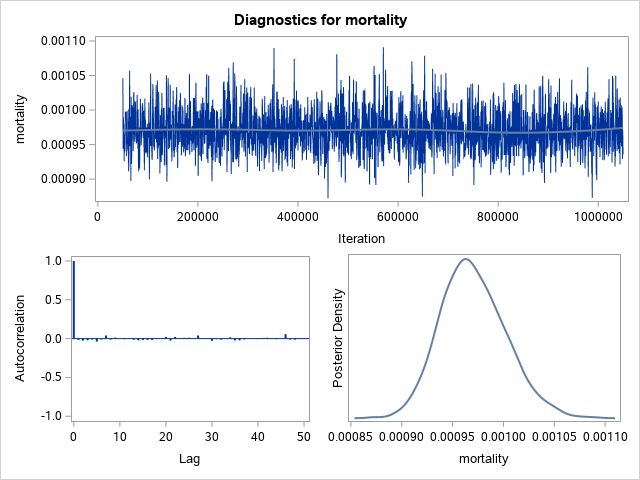 Diagnostics for mortality
mortality
0.00110
0.00105
0.00100
0.00095
0.00090
0 200000 400000 600000 800000 1000000
Iteration
Autocorrelation
1.0
0.5
0.0
-0.5
-1.0
0 10 20 30 40 50
Lag
Posterior Density
0.00085 0.00090 0.00095 0.00100 0.00105 0.00110
mortality